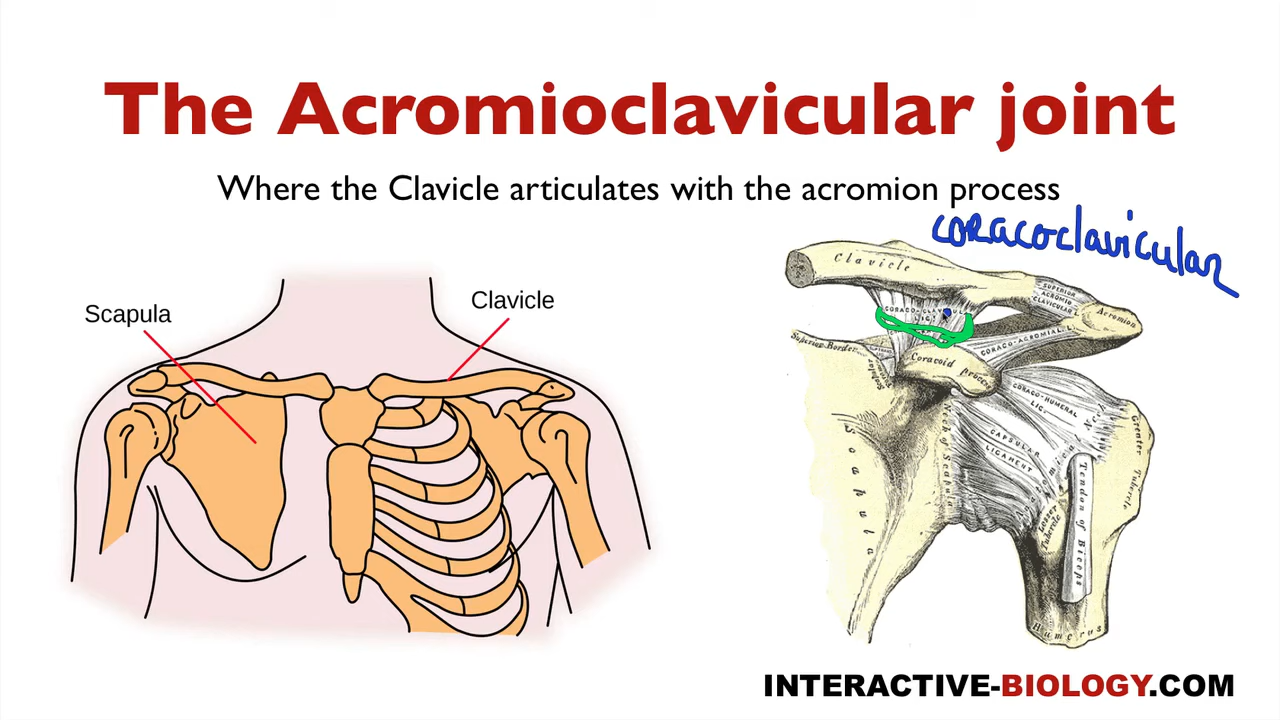 The Acromioclavicular joint
Where the Clavicle articulates with the acromion process
coracoclavicular
Scapula
Clavicle
Clavicle
SUPERIOR
ACROMIO
CLAVICULAR
Acromion
LIG.
CORACO-ACROMIAL
Superior Border
Coracoid process
CORACO-HUMERAL
LIG.
CAPSULAR
LIGAMENT
Notch of Scapula
Neck
Greater Tubercle
Lesser
Tubercle
Tendon of Biceps
Scapula
Humerus
INTERACTIVE-BIOLOGY.COM